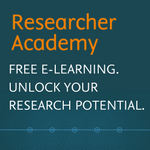 Researcher
Academy
FREE E-LEARNING.
UNLOCK YOUR
RESEARCH POTENTIAL.